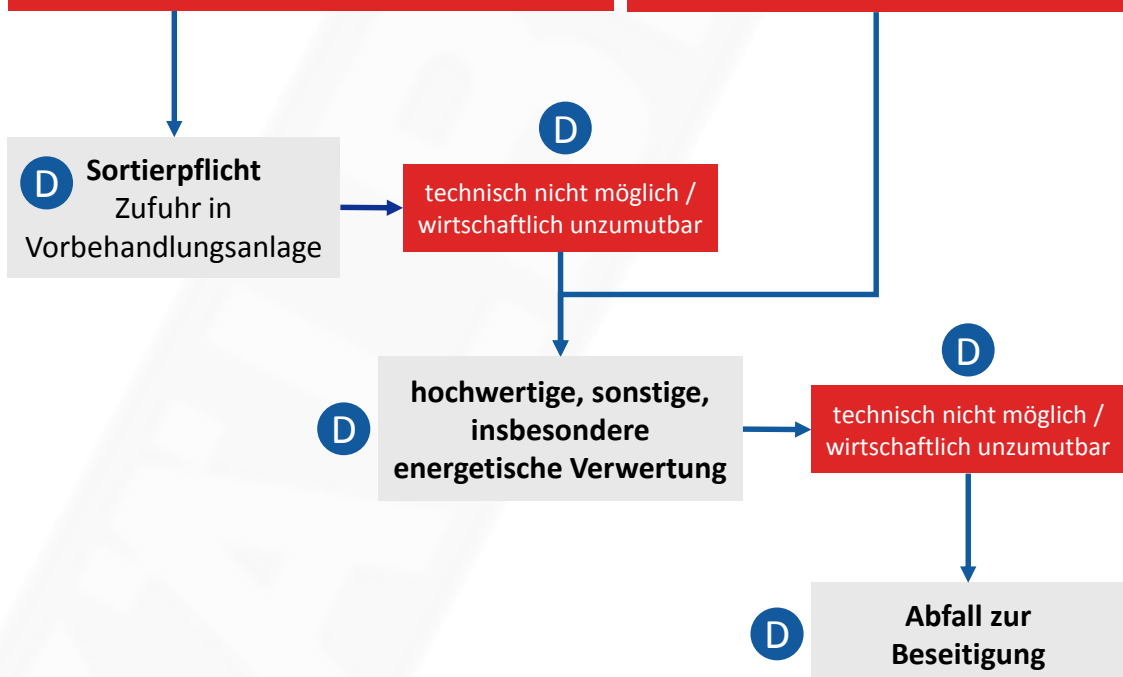 D
D
Sortierpflicht
Zufuhr in
Vorbehandlungsanlage
technisch nicht möglich /
wirtschaftlich unzumutbar
D
D
hochwertige, sonstige,
insbesondere
energetische Verwertung
technisch nicht möglich /
wirtschaftlich unzumutbar
D
Abfall zur
Beseitigung